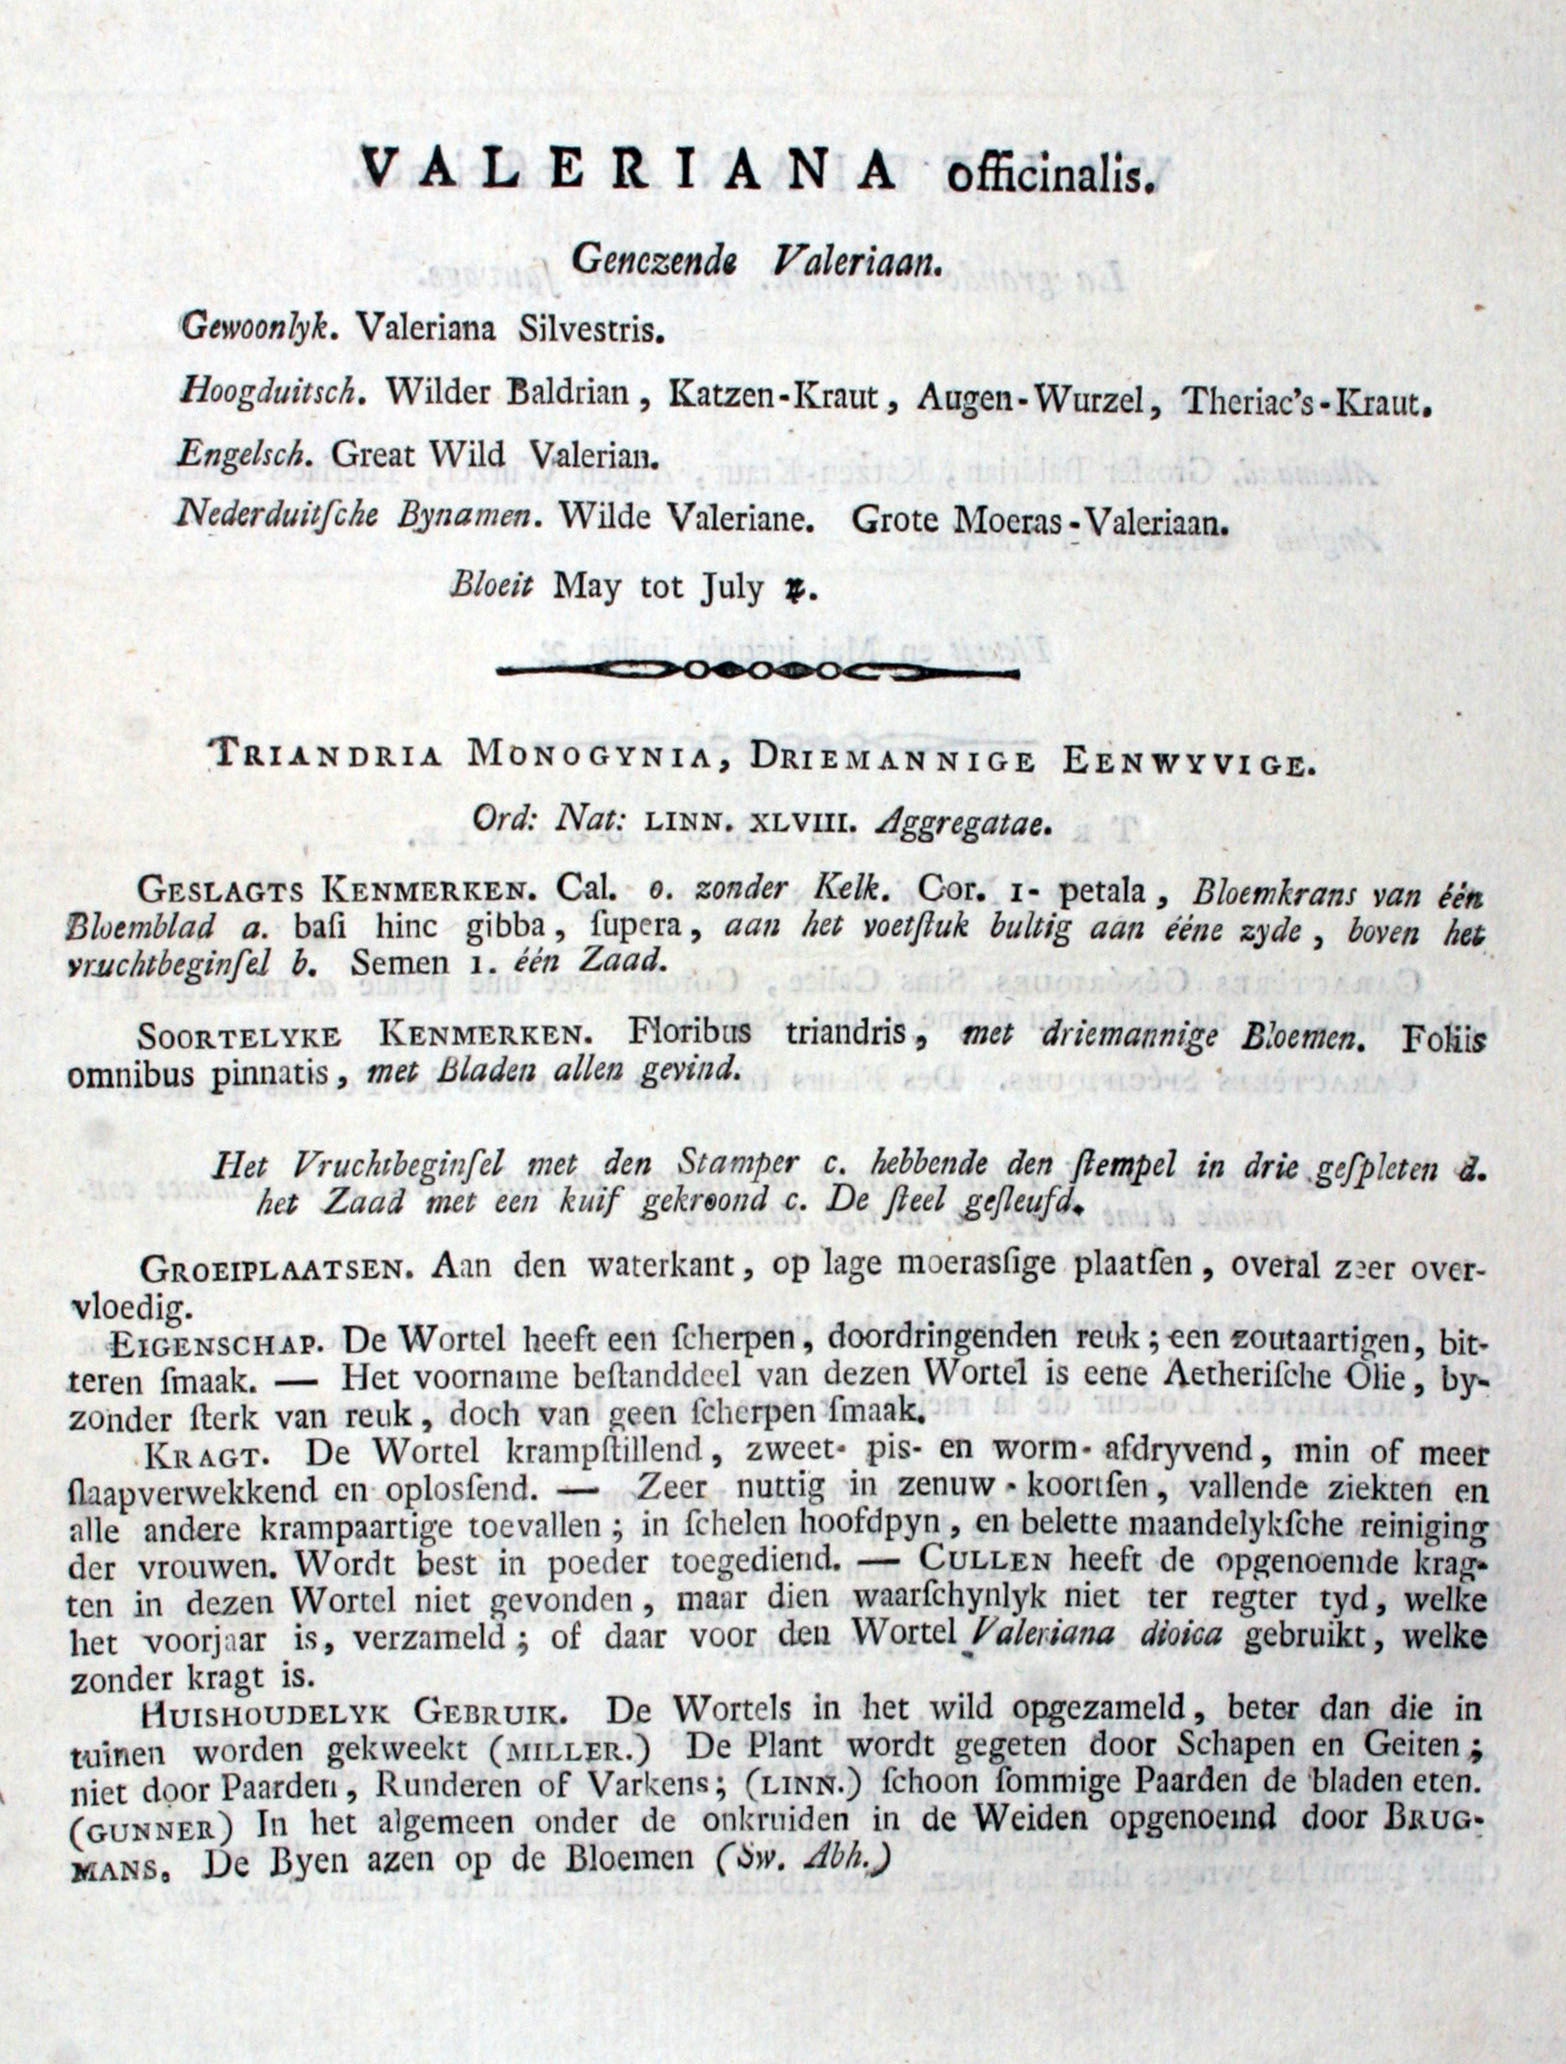 VALERIANA officinalis.
Genezende Valeriaan.
Gewoonlyk. Valeriana Silvestris.
Hoogduitsch. Wilder Baldrian, Katzen-Kraut, Augen-Wurzel, Theriac's-Kraut.
Engelsch. Great Wild Valerian.
Nederduitſche Bynamen. Wilde Valeriane. Grote Moeras-Valeriaan.
Bloeit May tot July ♃.
TRIANDRIA MONOGYNIA, DRIEMANNIGE EENWYVIGE.
Ord: Nat: LINN. XLVIII. Aggregatae.
GESLAGTS KENMERKEN. Cal. o. zonder Kelk. Cor. 1- petala, Bloemkrans van één
Bloemblad a. baſi hinc gibba, ſupera, aan het voetſtuk bultig aan ééne zyde, boven het
vruchtbeginſel b. Semen 1. één Zaad.
SOORTELYKE KENMERKEN. Floribus triandris, met driemannige Bloemen. Foliis
omnibus pinnatis, met Bladen allen gevind.
Het Vruchtbeginſel met den Stamper c. hebbende den ſtempel in drie geſpleten d.
het Zaad met een kuif gekroond c. De ſteel geſleufd.
GROEIPLAATSEN. Aan den waterkant, op lage moerasſige plaatſen, overal zeer over-
vloedig.
EIGENSCHAP. De Wortel heeft een ſcherpen, doordringenden reuk; een zoutaartigen, bit-
teren ſmaak. — Het voorname beſtanddeel van dezen Wortel is eene Aetheriſche Olie, by-
zonder ſterk van reuk, doch van geen ſcherpen ſmaak.
KRAGT. De Wortel krampſtillend, zweet- pis- en worm- afdryvend, min of meer
ſlaapverwekkend en oplosſend. — Zeer nuttig in zenuw-koortſen, vallende ziekten en
alle andere krampaartige toevallen; in ſchelen hoofdpyn, en belette maandelykſche reiniging
der vrouwen. Wordt best in poeder toegediend. — CULLEN heeft de opgenoemde krag-
ten in dezen Wortel niet gevonden, maar dien waarſchynlyk niet ter regter tyd, welke
het voorjaar is, verzameld; of daar voor den Wortel Valeriana dioica gebruikt, welke
zonder kragt is.
HUISHOUDELYK GEBRUIK. De Wortels in het wild opgezameld, beter dan die in
tuinen worden gekweekt (MILLER.) De Plant wordt gegeten door Schapen en Geiten;
niet door Paarden, Runderen of Varkens; (LINN.) ſchoon ſommige Paarden de bladen eten.
(GUNNER) In het algemeen onder de onkruiden in de Weiden opgenoemd door BRUG-
MANS. De Byen azen op de Bloemen (Sw. Abh.)